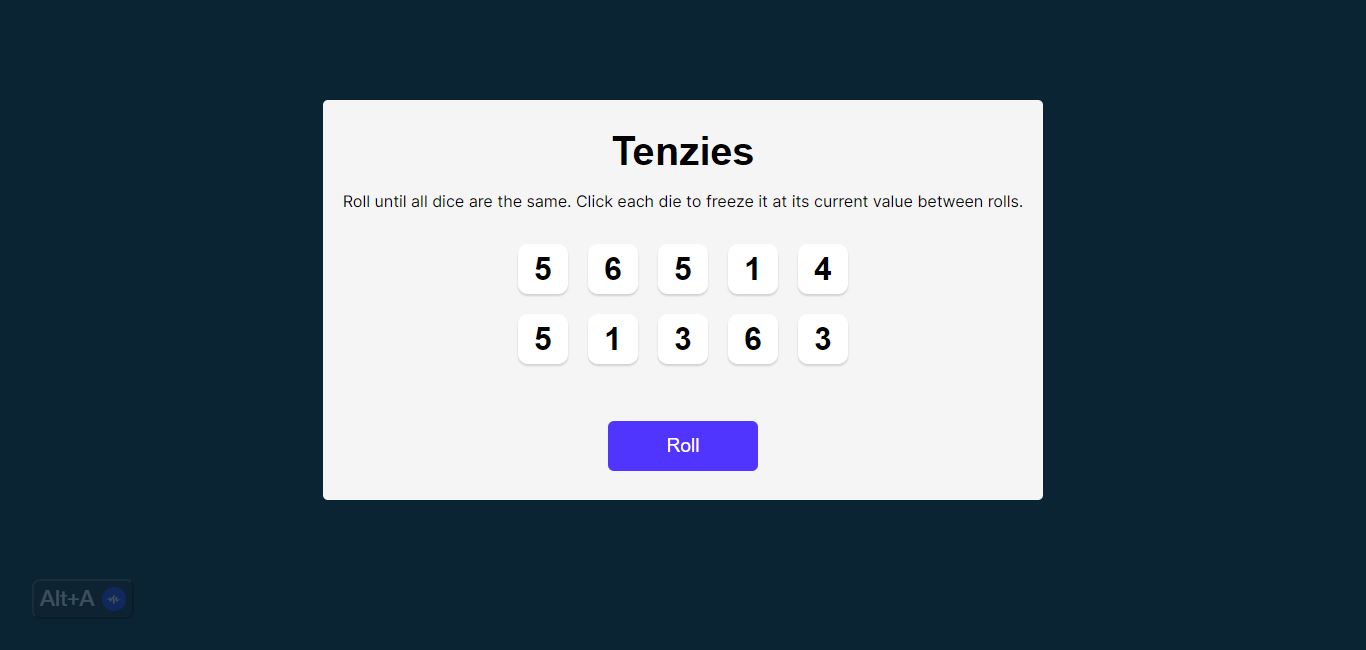 Tenzies
Roll until all dice are the same. Click each die to freeze it at its current value between rolls.
5 6 5 1 4
5 1 3 6 3
Roll
Alt+A